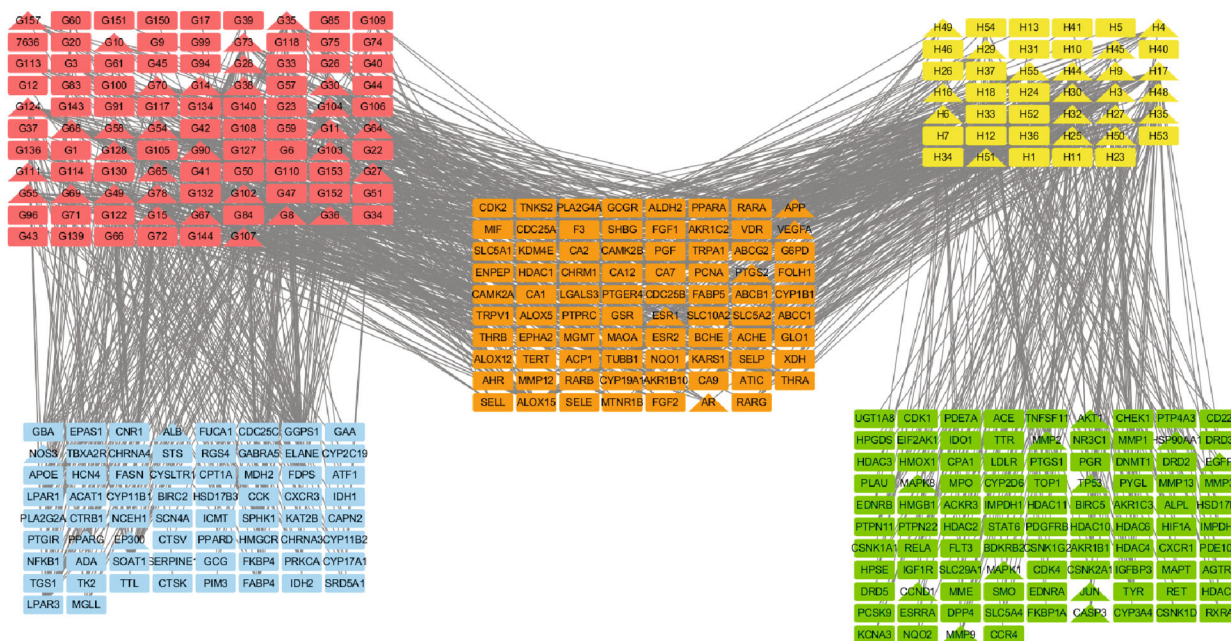 G157 G60 G151 G150 G17 G39 G35 G85 G109
7636 G20 G10 G9 G99 G73 G118 G75 G74
G113 G3 G61 G45 G94 G28 G33 G26 G40
G12 G83 G100 G70 G14 G38 G57 G30 G44
G124 G143 G91 G117 G134 G140 G23 G104 G106
G37 G68 G58 G54 G42 G108 G59 G11 G64
G136 G1 G128 G105 G90 G127 G6 G103 G22
G111 G114 G130 G65 G41 G50 G110 G153 G27
G55 G69 G49 G78 G132 G102 G47 G152 G51
G96 G71 G122 G15 G67 G84 G8 G36 G34
G43 G139 G66 G72 G144 G107
H49 H54 H13 H41 H5 H4
H46 H29 H31 H10 H45 H40
H26 H37 H55 H44 H9 H17
H16 H18 H24 H30 H3 H48
H6 H33 H52 H32 H27 H35
H7 H12 H36 H25 H50 H53
H34 H51 H1 H11 H23
CDK2 TNKS2 PLA2G4A GCGR ALDH2 PPARA RARA APP
MIF CDC25A F3 SHBG FGF1 AKR1C2 VDR VEGFA
SLC5A1 KDM4E CA2 CAMK2B PGF TRPA1 ABCG2 G6PD
ENPEP HDAC1 CHRM1 CA12 CA7 PCNA PTGS2 FOLH1
CAMK2A CA1 LGALS3 PTGER4 CDC25B FABP5 ABCB1 CYP1B1
TRPV1 ALOX5 PTPRC GSR ESR1 SLC10A2 SLC5A2 ABCC1
THRB EPHA2 MGMT MAOA ESR2 BCHE ACHE GLO1
ALOX12 TERT ACP1 TUBB1 NQO1 KARS1 SELP XDH
AHR MMP12 RARB CYP19A1 AKR1B10 CA9 ATIC THRA
SELL ALOX15 SELE MTNR1B FGF2 AR RARG
GBA EPAS1 CNR1 ALB FUCA1 CDC25C GGPS1 GAA
NOS3 TBXA2R CHRNA4 STS RGS4 GABRA5 ELANE CYP2C19
APOE HCN4 FASN CYSLTR1 CPT1A MDH2 FDPS ATF1
LPAR1 ACAT1 CYP11B1 BIRC2 HSD17B3 CCK CXCR3 IDH1
PLA2G2A CTRB1 NCEH1 SCN4A ICMT SPHK1 KAT2B CAPN2
PTGIR PPARG EP300 CTSV PPARD HMGCR CHRNA3 CYP11B2
NFKB1 ADA SOAT1 SERPINE1 GCG FKBP4 PRKCA CYP17A1
TGS1 TK2 TTL CTSK PIM3 FABP4 IDH2 SRD5A1
LPAR3 MGLL
UGT1A8 CDK1 PDE7A ACE TNFSF11 AKT1 CHEK1 PTP4A3 CD22
HPGDS EIF2AK1 IDO1 TTR MMP2 NR3C1 MMP1 HSP90AA1 DRD3
HDAC3 HMOX1 CPA1 LDLR PTGS1 PGR DNMT1 DRD2 EGFR
PLAU MAPK8 MPO CYP2D6 TOP1 TP53 PYGL MMP13 MMP3
EDNRB HMGB1 ACKR3 IMPDH1 HDAC11 BIRC5 AKR1C3 ALPL HSD17
PTPN11 PTPN22 HDAC2 STAT6 PDGFRB HDAC10 HDAC6 HIF1A IMPDH
CSNK1A1 RELA FLT3 BDKRB2 CSNK1G2 AKR1B1 HDAC4 CXCR1 PDE10
HPSE IGF1R SLC29A1 MAPK1 CDK4 CSNK2A1 IGFBP3 MAPT AGTR
DRD5 CCND1 MME SMO EDNRA JUN TYR RET HDAC
PCSK9 ESRRA DPP4 SLC5A4 FKBP1A CASP3 CYP3A4 CSNK1D RXRA
KCNA3 NQO2 MMP9 CCR4